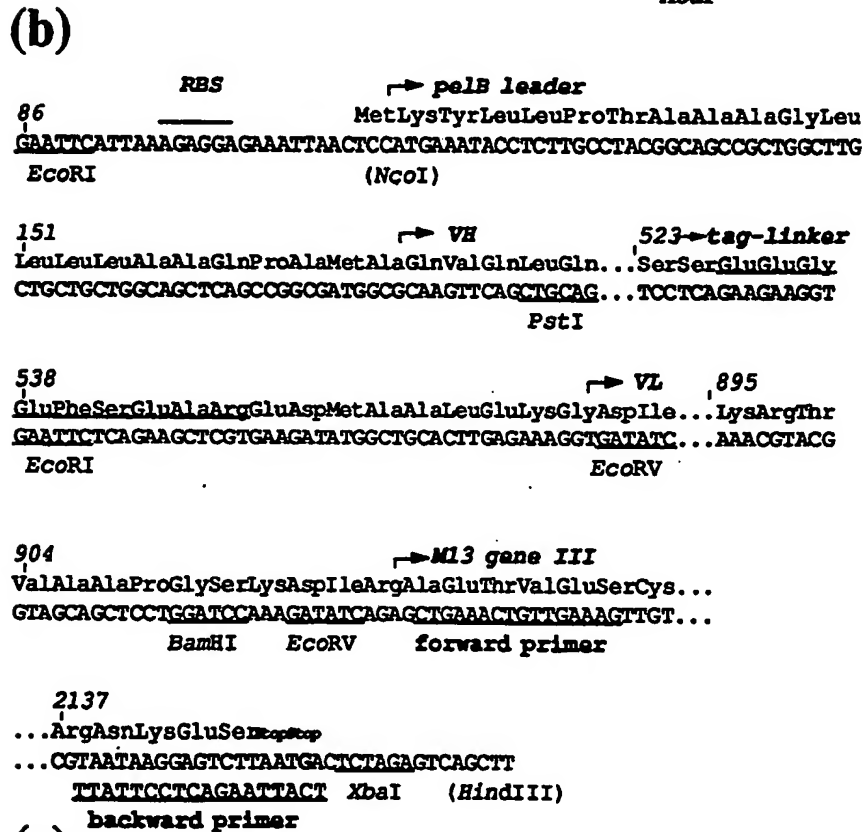 (b)
RBS pelB leader
86 MetLysTyrLeuLeuProThrAlaAlaAlaGlyLeu
GAATTCATTAAAGAGGAGAAATTAACTCCATGAAATACCTCTTGCCTACGGCAGCCGCTGGCTTG
EcoRI (NcoI)
151 VH 523 tag-linker
LeuLeuLeuAlaAlaGlnProAlaMetAlaGlnValGlnLeuGln...SerSerGluGluGly
CTGCTGCTGGCAGCTCAGCCGGCGATGGCGCAAGTTCAGCTGCAG...TCCTCAGAAGAAGGT
PstI
538 VL 895
GluPheSerGluAlaArgGluAspMetAlaAlaLeuGluLysGlyAspIle...LysArgThr
GAATTCTCAGAAGCTCGTGAAGATATGGCTGCACTTGAGAAAGGTGATATC...AAACGTACG
EcoRI EcoRV
904 M13 gene III
ValAlaAlaProGlySerLysAspIleArgAlaGluThrValGluSerCys...
GTAGCAGCTCCTGGATCCAAAGATATCAGAGCTGAAACTGTTGAAAGTTGT...
BamHI EcoRV forward primer
2137
...ArgAsnLysGluSerStopStop
...CGTAATAAGGAGTCTTAATGACTCTAGAGTCAGCTT
TTATTCCTCAGAATTACT XbaI (HindIII)
backward primer